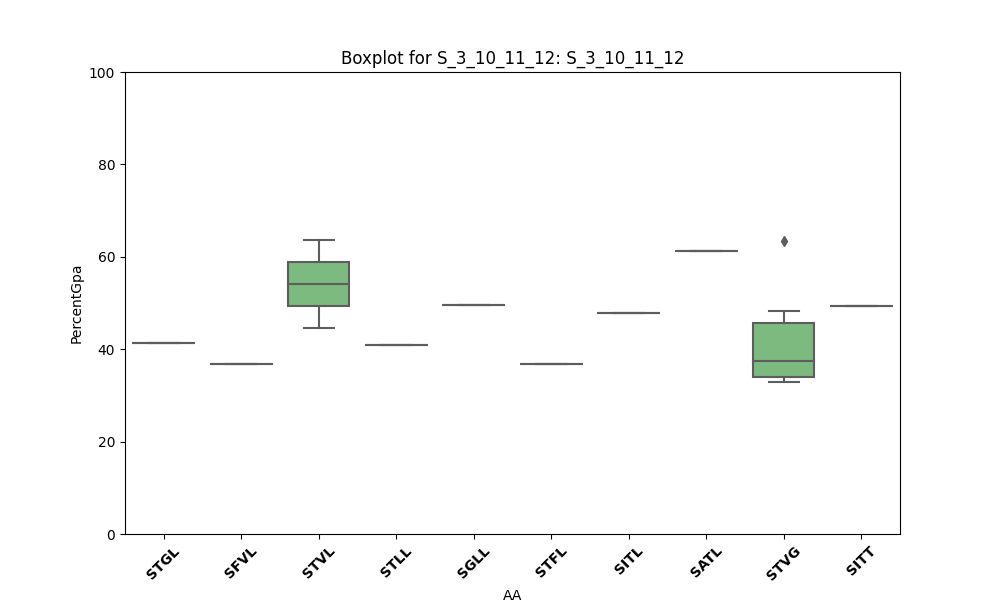 Boxplot for S_3_10_11_12: S_3_10_11_12
100
80
60
40
20
0
PercentGpa
STGL SFVL STVL STLL SGLL STFL SITL SATL STVG SITT
AA